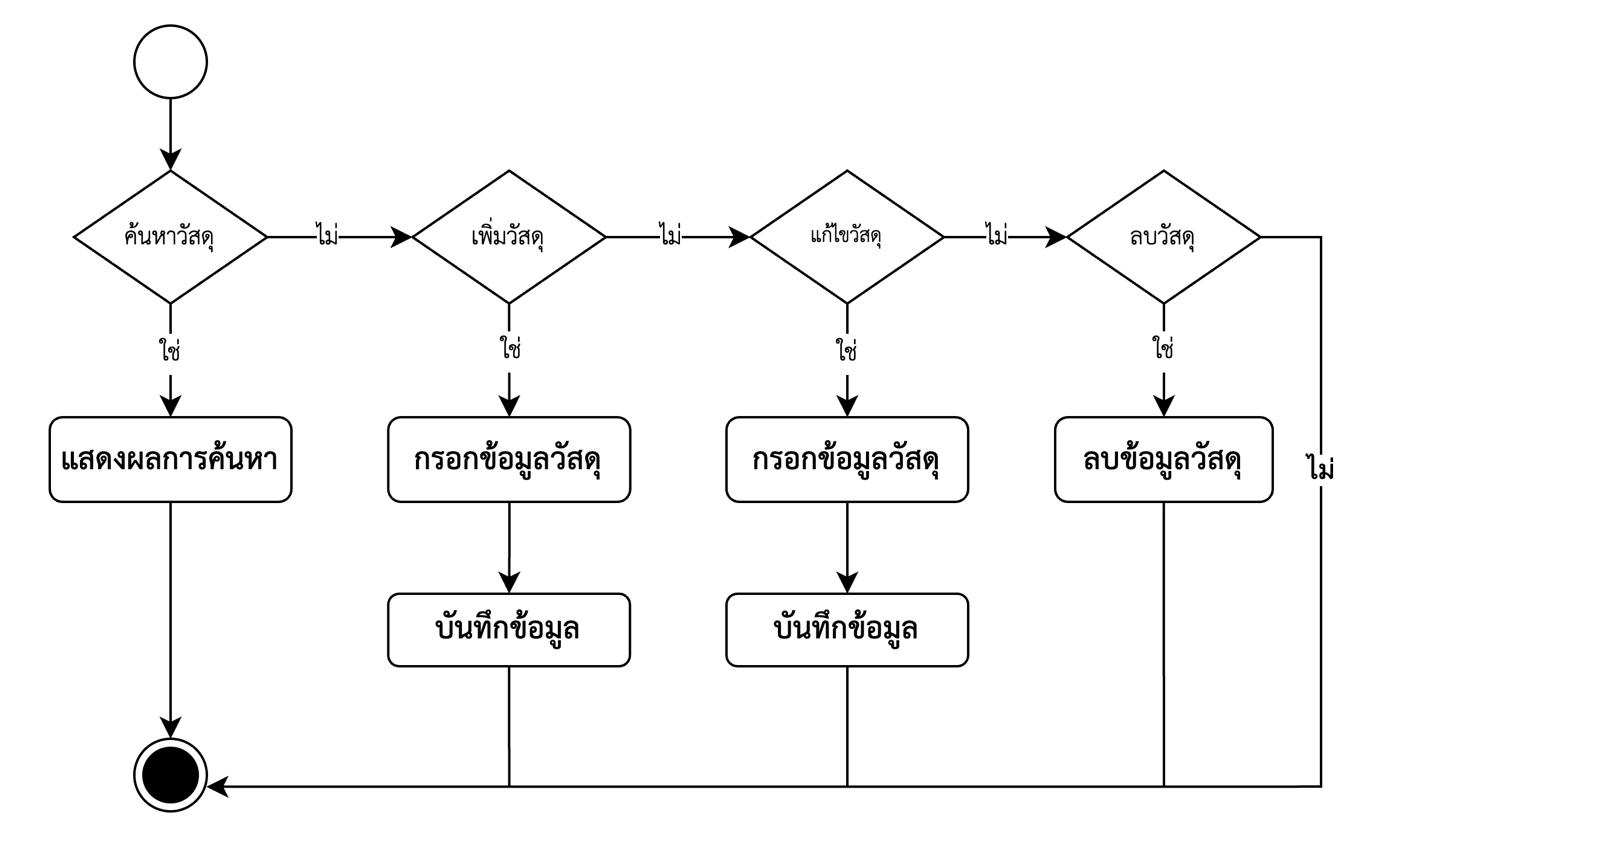 ค้นหาวัสดุ
ไม่
เพิ่มวัสดุ
ไม่
แก้ไขวัสดุ
ไม่
ลบวัสดุ
ใช่
ใช่
ใช่
ใช่
แสดงผลการค้นหา
กรอกข้อมูลวัสดุ
กรอกข้อมูลวัสดุ
ลบข้อมูลวัสดุ
ไม่
บันทึกข้อมูล
บันทึกข้อมูล